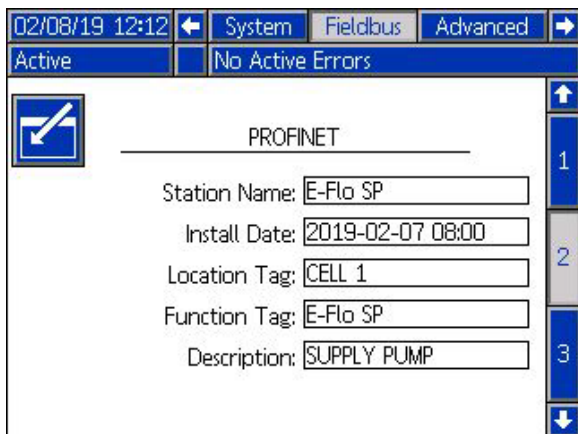 02/08/19 12:12 System Fieldbus Advanced
Active No Active Errors
PROFINET
1
Station Name: E-Flo SP
Install Date: 2019-02-07 08:00
2
Location Tag: CELL 1
Function Tag: E-Flo SP
Description: SUPPLY PUMP
3